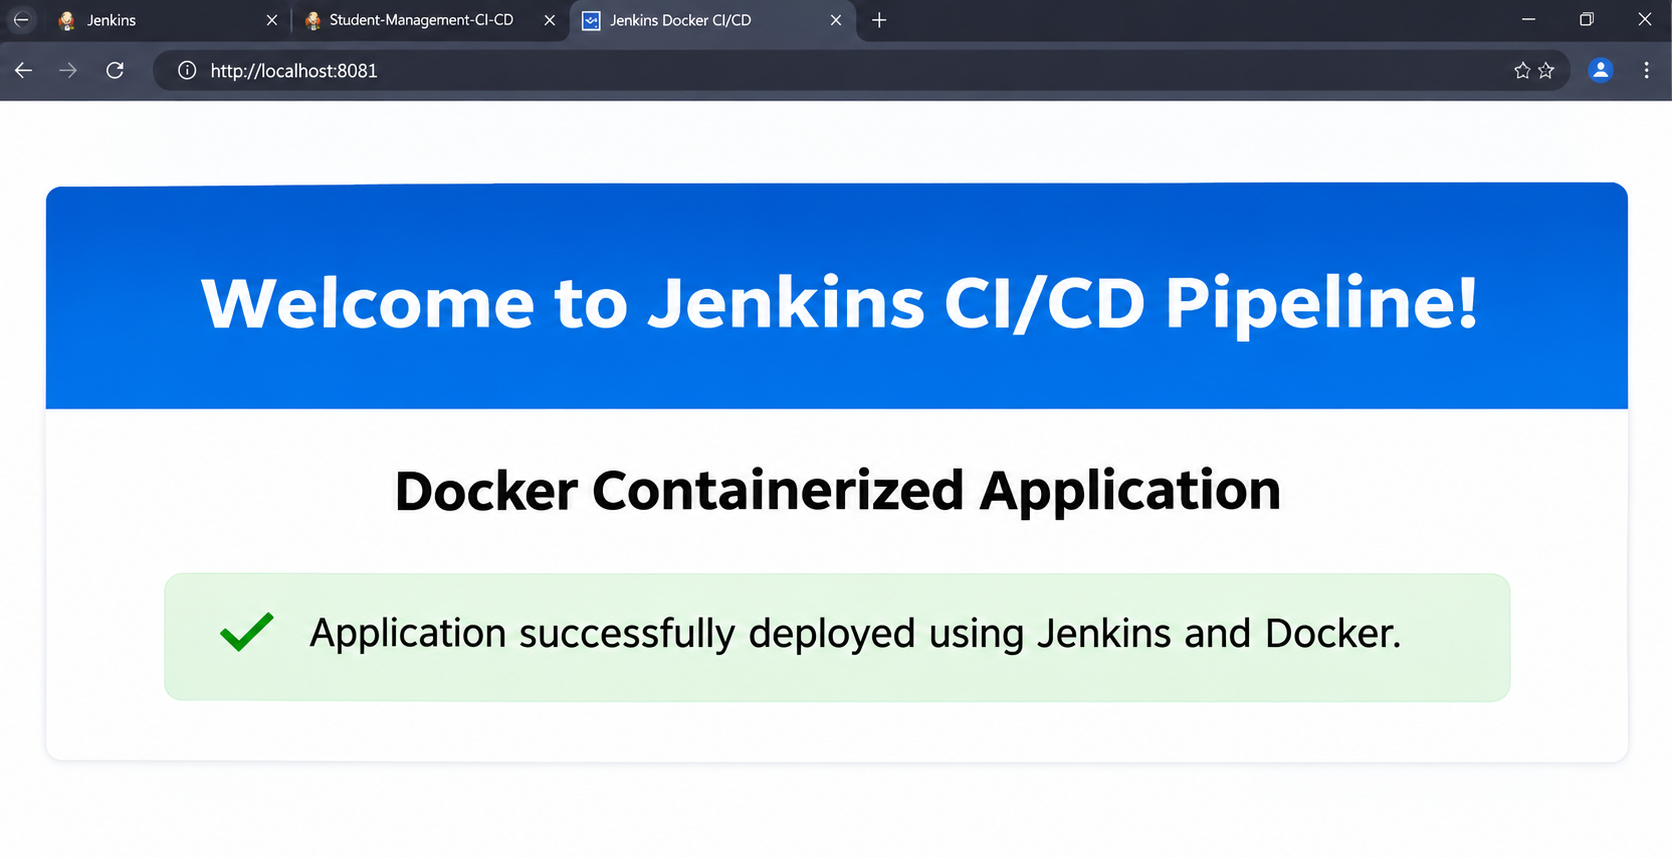 Jenkins
Student-Management-CI-CD
Jenkins Docker CI/CD
http://localhost:8081
Welcome to Jenkins CI/CD Pipeline!
Docker Containerized Application
Application successfully deployed using Jenkins and Docker.